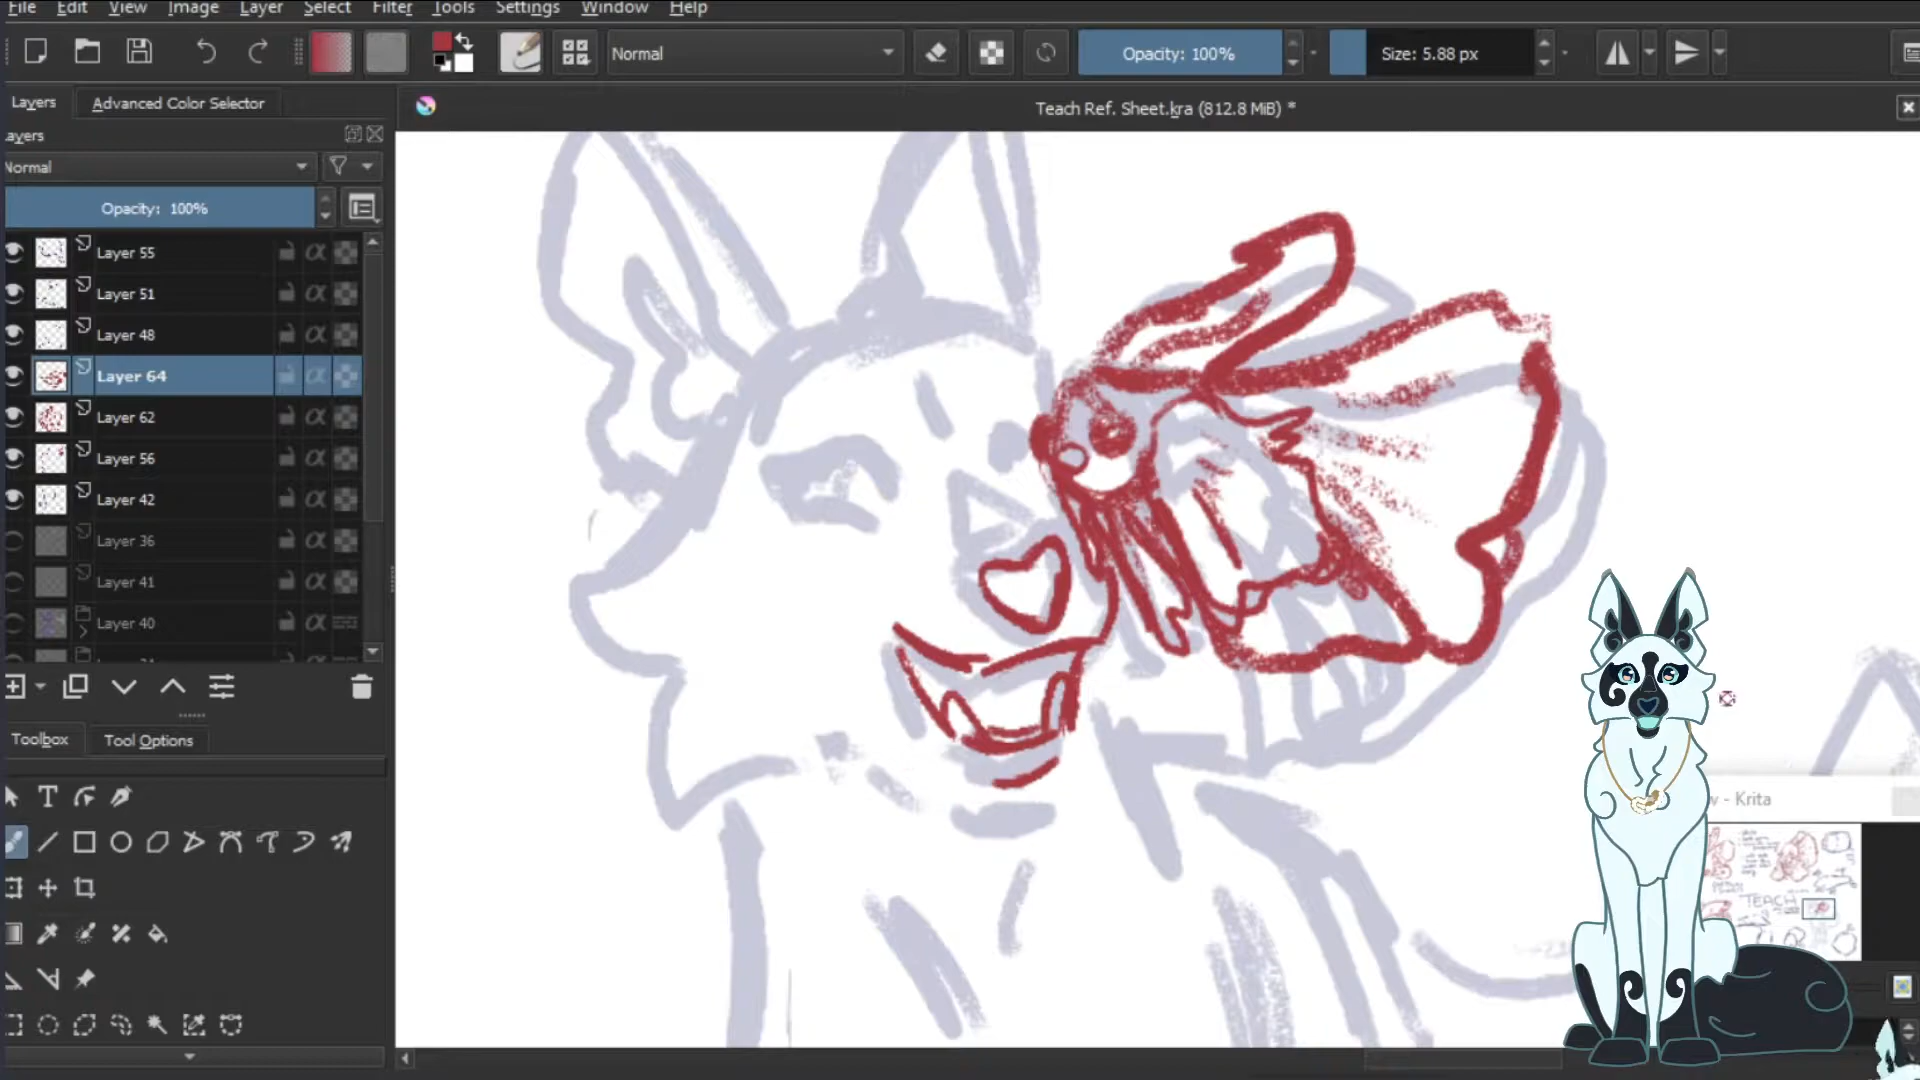 File Edit View Image Layer Select Filter Tools Settings Window Help
Normal Opacity: 100% Size: 5.88 px
Layers Advanced Color Selector
Teach Ref. Sheet.kra (812.8 MiB) *
ayers
Normal
Opacity: 100%
Layer 55
Layer 51
Layer 48
Layer 64
Layer 62
Layer 56
Layer 42
Layer 36
Layer 41
Layer 40
Toolbox Tool Options
- Krita
TEACH